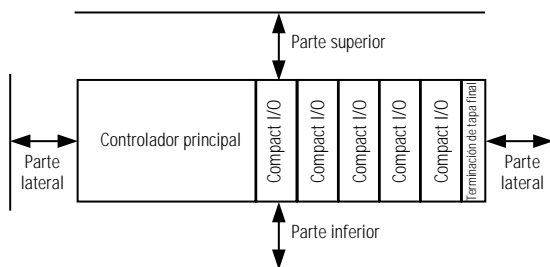 Parte superior
Controlador principal
Compact I/O
Compact I/O
Compact I/O
Compact I/O
Compact I/O
Terminación de tapa final
Parte
lateral
Parte
lateral
Parte inferior